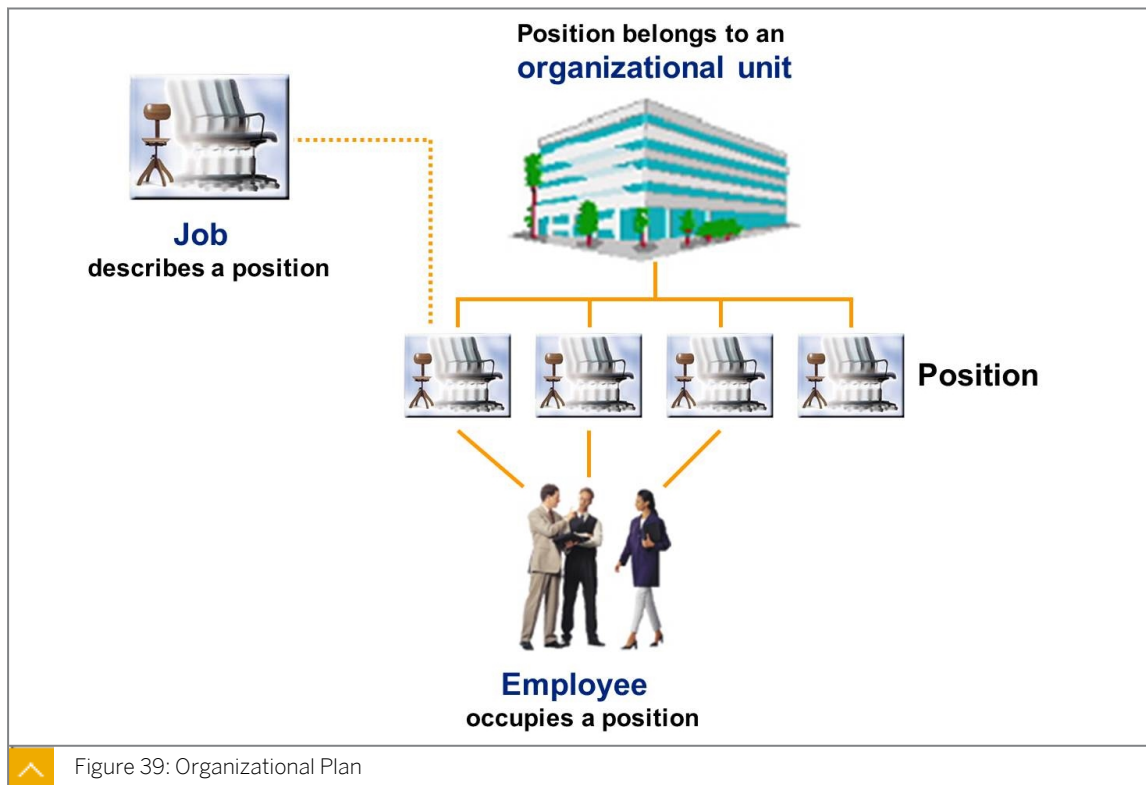 Position belongs to an
organizational unit
Job
describes a position
Position
Employee
occupies a position
Figure 39: Organizational Plan